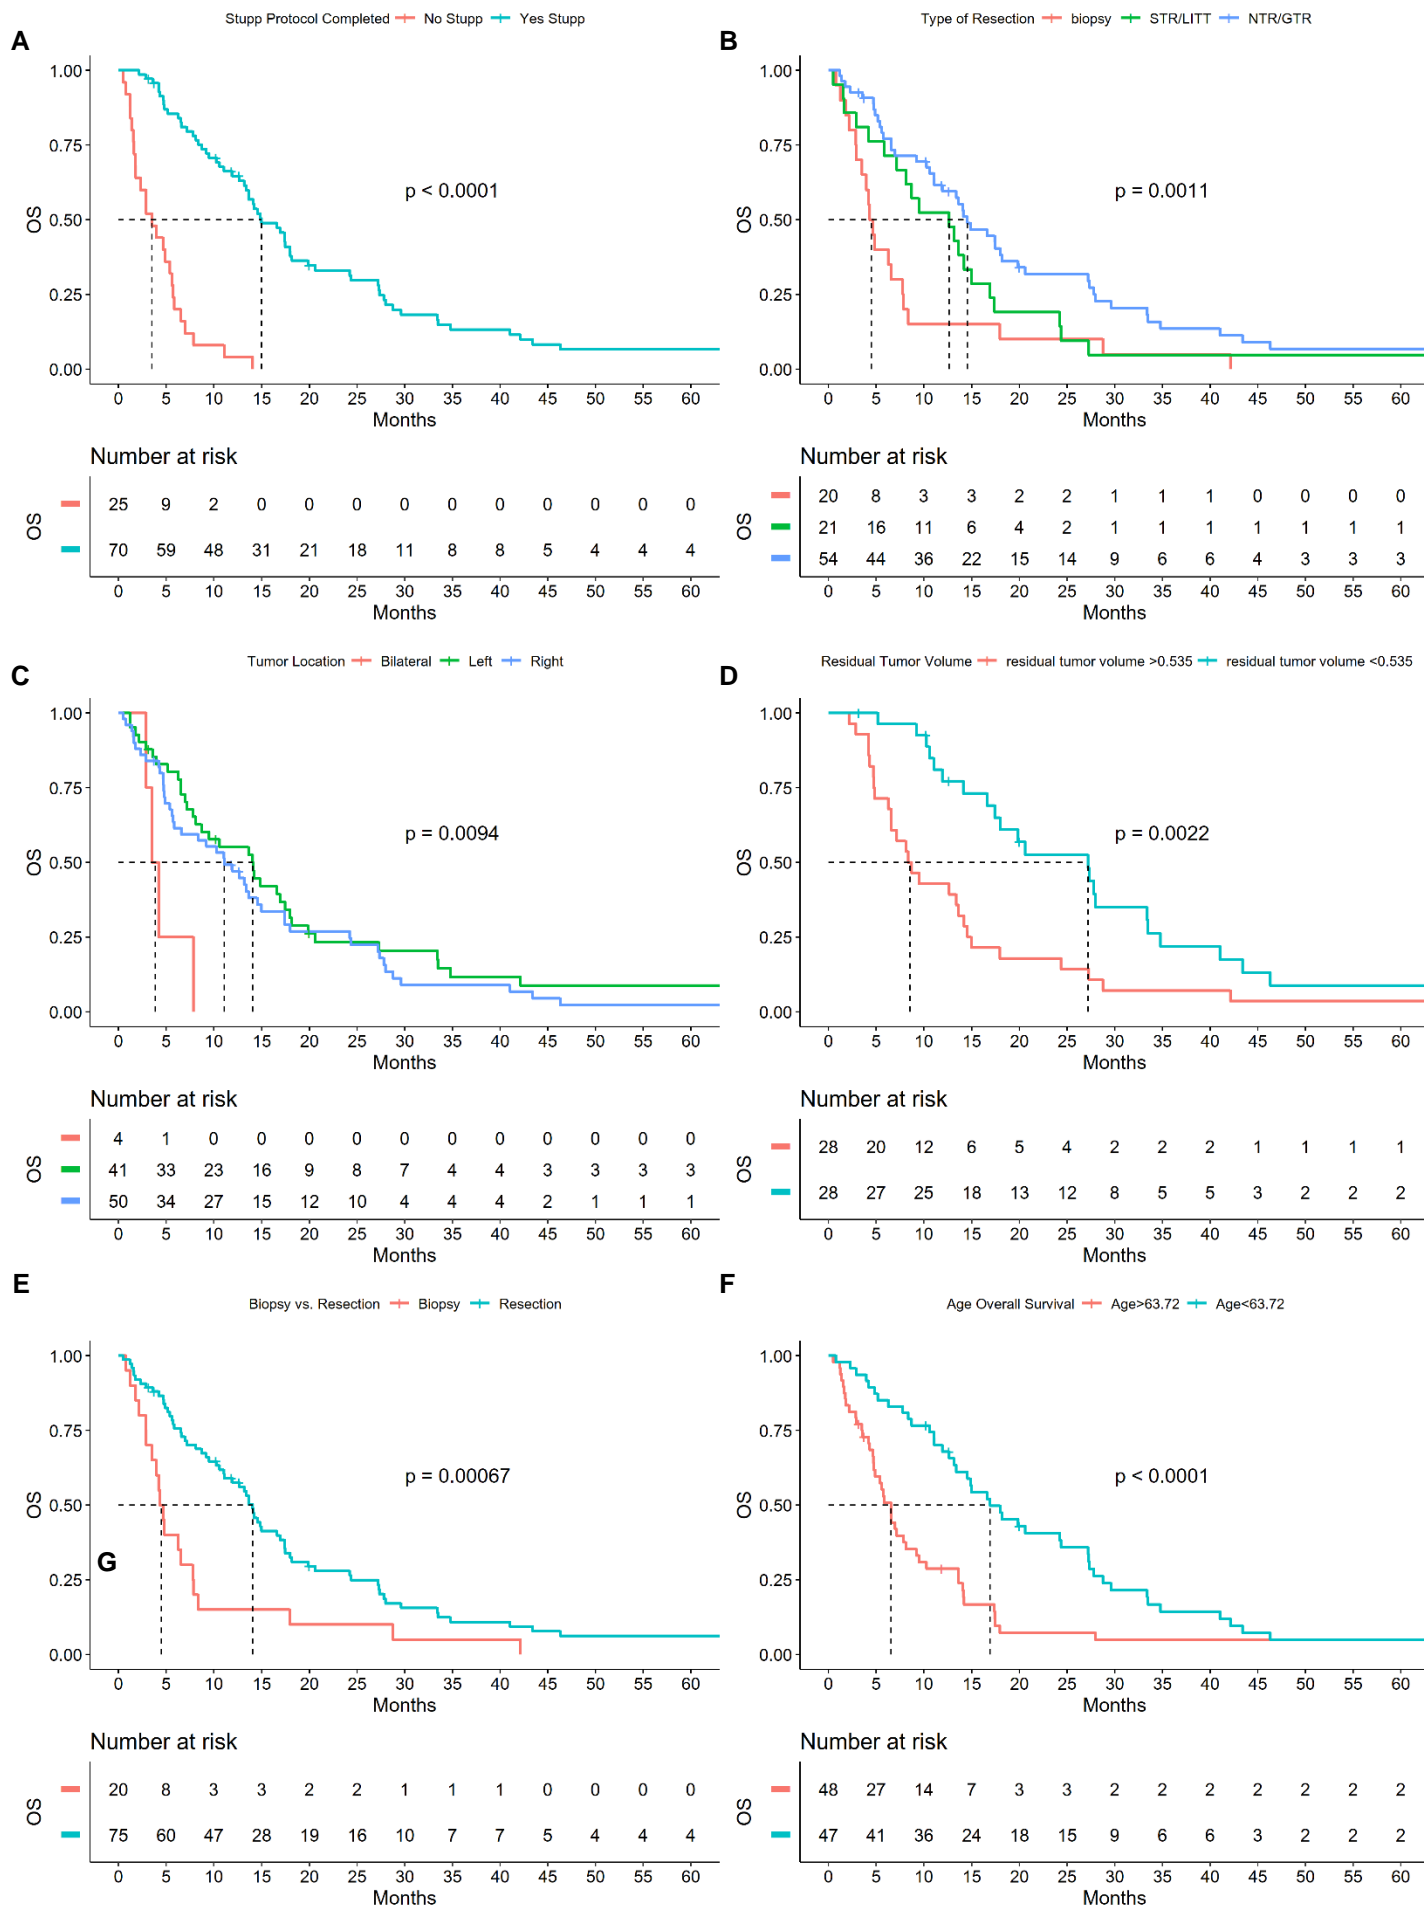 Stupp Protocol Completed No Stupp Yes Stupp
A
1.00
0.75
0.50
0.25
0.00
OS
p < 0.0001
0 5 10 15 20 25 30 35 40 45 50 55 60
Months
Number at risk
OS
25 9 2 0 0 0 0 0 0 0 0 0 0
70 59 48 31 21 18 11 8 8 5 4 4 4
0 5 10 15 20 25 30 35 40 45 50 55 60
Months
Type of Resection biopsy STR/LITT NTR/GTR
B
1.00
0.75
0.50
0.25
0.00
OS
p = 0.0011
0 5 10 15 20 25 30 35 40 45 50 55 60
Months
Number at risk
OS
20 8 3 3 2 2 1 1 1 0 0 0 0
21 16 11 6 4 2 1 1 1 1 1 1 1
54 44 36 22 15 14 9 6 6 4 3 3 3
0 5 10 15 20 25 30 35 40 45 50 55 60
Months
Tumor Location Bilateral Left Right
C
1.00
0.75
0.50
0.25
0.00
OS
p = 0.0094
0 5 10 15 20 25 30 35 40 45 50 55 60
Months
Number at risk
OS
4 1 0 0 0 0 0 0 0 0 0 0 0
41 33 23 16 9 8 7 4 4 3 3 3 3
50 34 27 15 12 10 4 4 4 2 1 1 1
0 5 10 15 20 25 30 35 40 45 50 55 60
Months
Residual Tumor Volume residual tumor volume >0.535 residual tumor volume <0.535
D
1.00
0.75
0.50
0.25
0.00
OS
p = 0.0022
0 5 10 15 20 25 30 35 40 45 50 55 60
Months
Number at risk
OS
28 20 12 6 5 4 2 2 2 1 1 1 1
28 27 25 18 13 12 8 5 5 3 2 2 2
0 5 10 15 20 25 30 35 40 45 50 55 60
Months
E
Biopsy vs. Resection Biopsy Resection
1.00
0.75
0.50
0.25
0.00
OS
p = 0.00067
G
0 5 10 15 20 25 30 35 40 45 50 55 60
Months
Number at risk
OS
20 8 3 3 2 2 1 1 1 0 0 0 0
75 60 47 28 19 16 10 7 7 5 4 4 4
0 5 10 15 20 25 30 35 40 45 50 55 60
Months
F
Age Overall Survival Age>63.72 Age<63.72
1.00
0.75
0.50
0.25
0.00
OS
p < 0.0001
0 5 10 15 20 25 30 35 40 45 50 55 60
Months
Number at risk
OS
48 27 14 7 3 3 2 2 2 2 2 2 2
47 41 36 24 18 15 9 6 6 3 2 2 2
0 5 10 15 20 25 30 35 40 45 50 55 60
Months